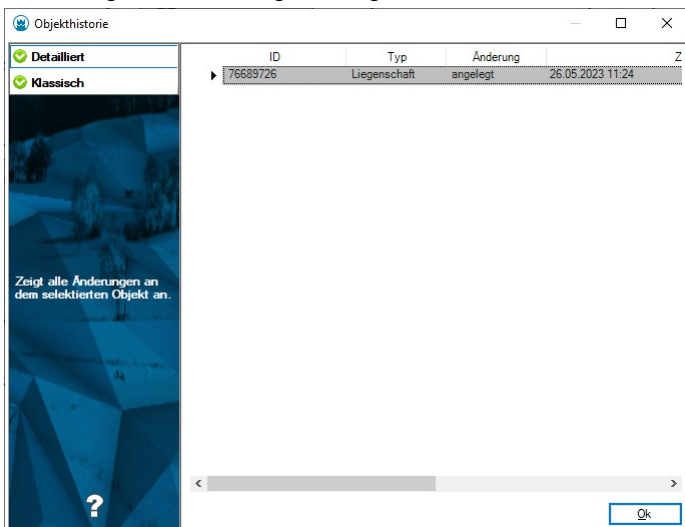 Objekthistorie
Detailliert
Klassisch
Zeigt alle Änderungen an
dem selektierten Objekt an.
?
ID Typ Änderung Z
76689726 Liegenschaft angelegt 26.05.2023 11:24
Ok